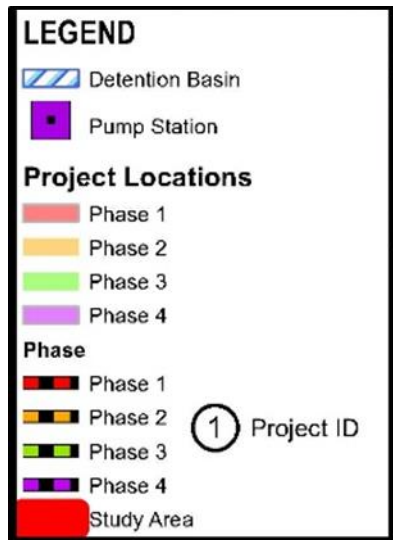 LEGEND
Detention Basin
Pump Station
Project Locations
Phase 1
Phase 2
Phase 3
Phase 4
Phase
Phase 1
Phase 2
1 Project ID
Phase 3
Phase 4
Study Area